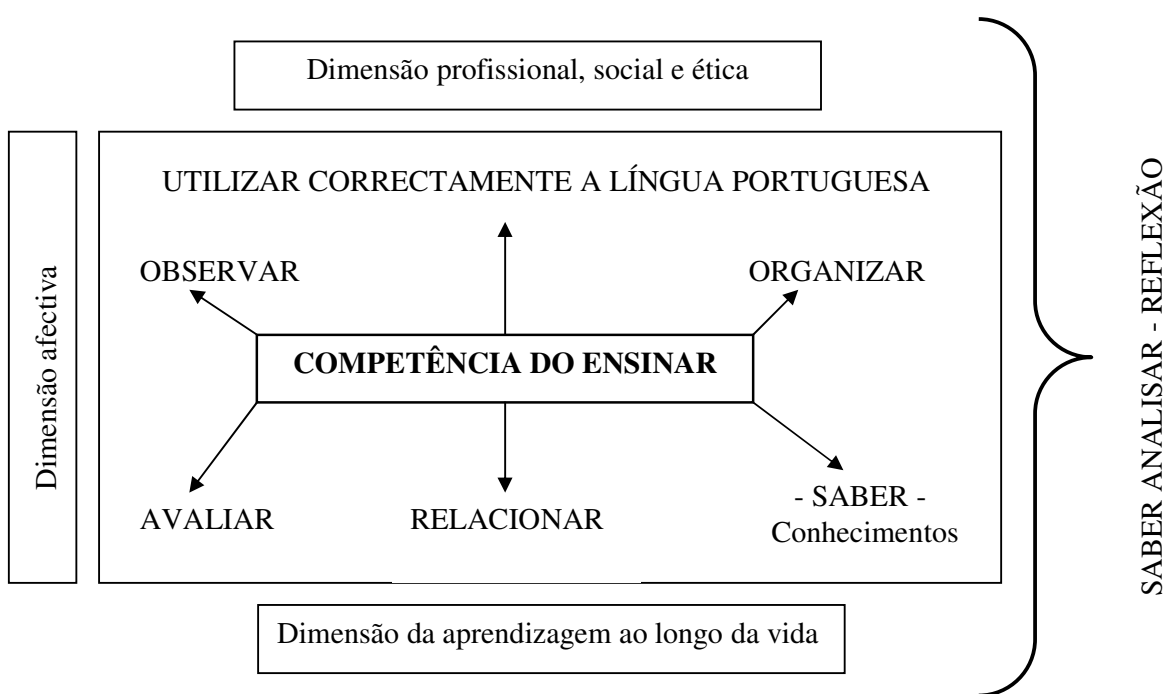 Dimensão profissional, social e ética
Dimensão afectiva
UTILIZAR CORRECTAMENTE A LÍNGUA PORTUGUESA
OBSERVAR
ORGANIZAR
COMPETÊNCIA DO ENSINAR
AVALIAR
RELACIONAR
- SABER -
Conhecimentos
Dimensão da aprendizagem ao longo da vida
SABER ANALISAR - REFLEXÃO